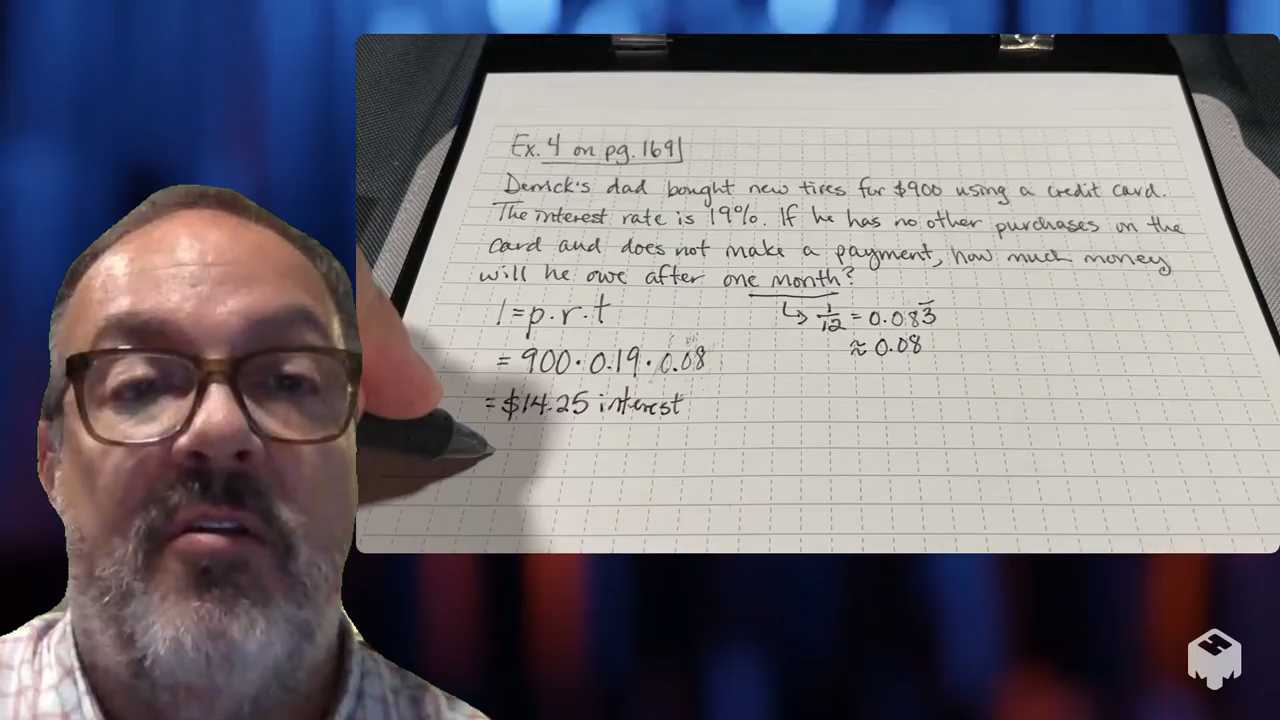 Ex. 4 on pg. 169
Derrick's dad bought new tires for $900 using a credit card.
The interest rate is 19%. If he has no other purchases on the
card and does not make a payment, how much money
will he owe after one month?
I = p.r.t
↳ 1/12 = 0.083̅
= 900·0.19·0.08
≈ 0.08
= $14.25 interest